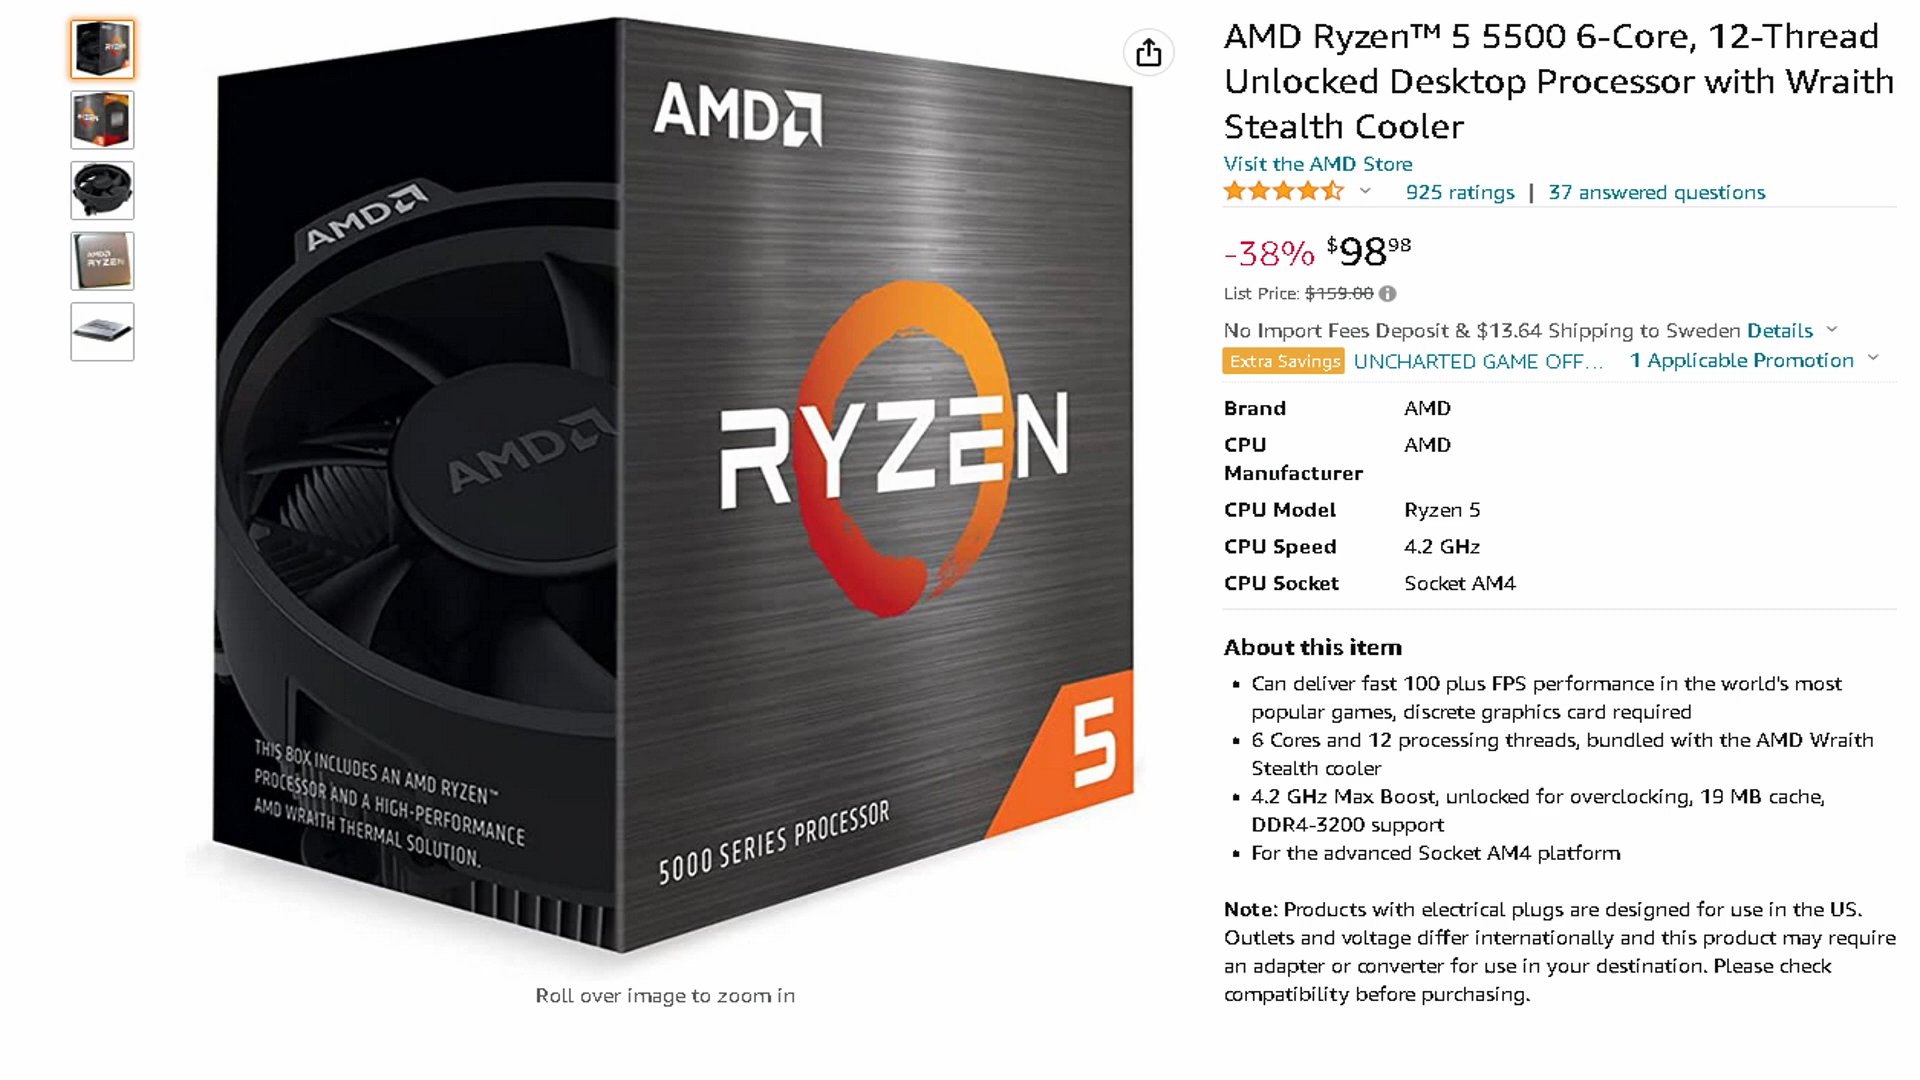 AMD Ryzen™ 5 5500 6-Core, 12-Thread
Unlocked Desktop Processor with Wraith
Stealth Cooler
Visit the AMD Store
925 ratings | 37 answered questions
-38% $98 98
List Price: $159.00
No Import Fees Deposit & $13.64 Shipping to Sweden Details
Extra Savings UNCHARTED GAME OFF... 1 Applicable Promotion
Brand AMD
CPU AMD
Manufacturer
CPU Model Ryzen 5
CPU Speed 4.2 GHz
CPU Socket Socket AM4
About this item
▪ Can deliver fast 100 plus FPS performance in the world's most
popular games, discrete graphics card required
▪ 6 Cores and 12 processing threads, bundled with the AMD Wraith
Stealth cooler
▪ 4.2 GHz Max Boost, unlocked for overclocking, 19 MB cache,
DDR4-3200 support
▪ For the advanced Socket AM4 platform
Note: Products with electrical plugs are designed for use in the US.
Outlets and voltage differ internationally and this product may require
an adapter or converter for use in your destination. Please check
compatibility before purchasing.
AMD
AMD
AMD
RYZEN
5
5000 SERIES PROCESSOR
THIS BOX INCLUDES AN AMD RYZEN™
PROCESSOR AND A HIGH-PERFORMANCE
AMD WRAITH THERMAL SOLUTION.
Roll over image to zoom in
RYZEN
AMD
RYZEN